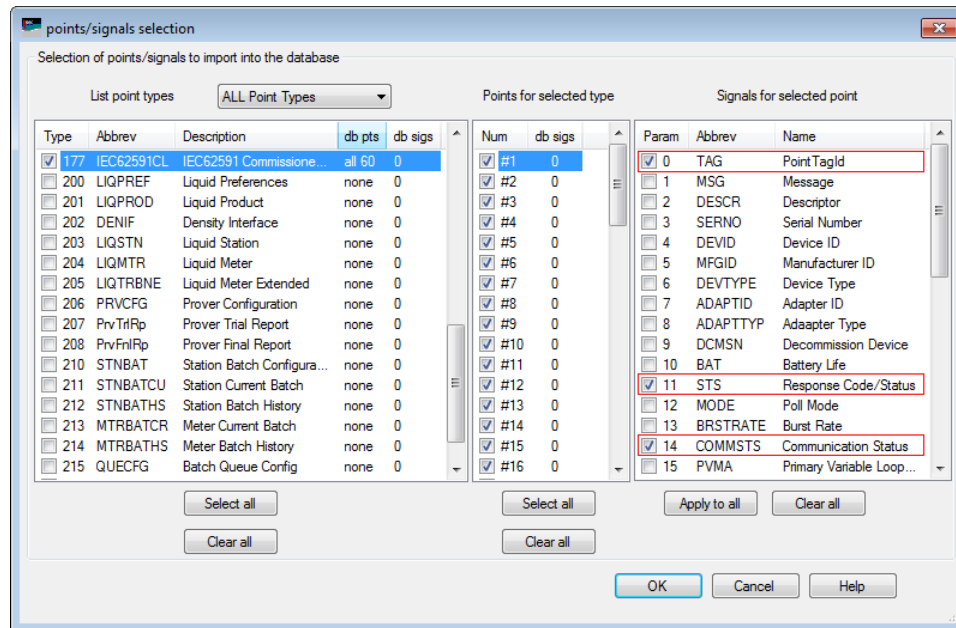 points/signals selection
Selection of points/signals to import into the database
List point types ALL Point Types Points for selected type Signals for selected point
Type Abbrev Description db pts db sigs Num db sigs Param Abbrev Name
177 IEC62591CL IEC62591 Commissione... all 60 0 #1 0 0 TAG PointTagId
200 LIQPREF Liquid Preferences none 0 #2 0 1 MSG Message
201 LIQPROD Liquid Product none 0 #3 0 2 DESCR Descriptor
202 DENIF Density Interface none 0 #4 0 3 SERNO Serial Number
203 LIQSTN Liquid Station none 0 #5 0 4 DEVID Device ID
204 LIQMTR Liquid Meter none 0 #6 0 5 MFGID Manufacturer ID
205 LIQTRBNE Liquid Meter Extended none 0 #7 0 6 DEVTYPE Device Type
206 PRVCFG Prover Configuration none 0 #8 0 7 ADAPTID Adapter ID
207 PrvTrlRp Prover Trial Report none 0 #9 0 8 ADAPTTYP Adaapter Type
208 PrvFnlRp Prover Final Report none 0 #10 0 9 DCMSN Decommission Device
210 STNBAT Station Batch Configura... none 0 #11 0 10 BAT Battery Life
211 STNBATCU Station Current Batch none 0 #12 0 11 STS Response Code/Status
212 STNBATHS Station Batch History none 0 #13 0 12 MODE Poll Mode
213 MTRBATCR Meter Current Batch none 0 #14 0 13 BRSTRATE Burst Rate
214 MTRBATHS Meter Batch History none 0 #15 0 14 COMMSTS Communication Status
215 QUECFG Batch Queue Config none 0 #16 0 15 PVMA Primary Variable Loop...
Select all Select all Apply to all Clear all
Clear all Clear all
OK Cancel Help